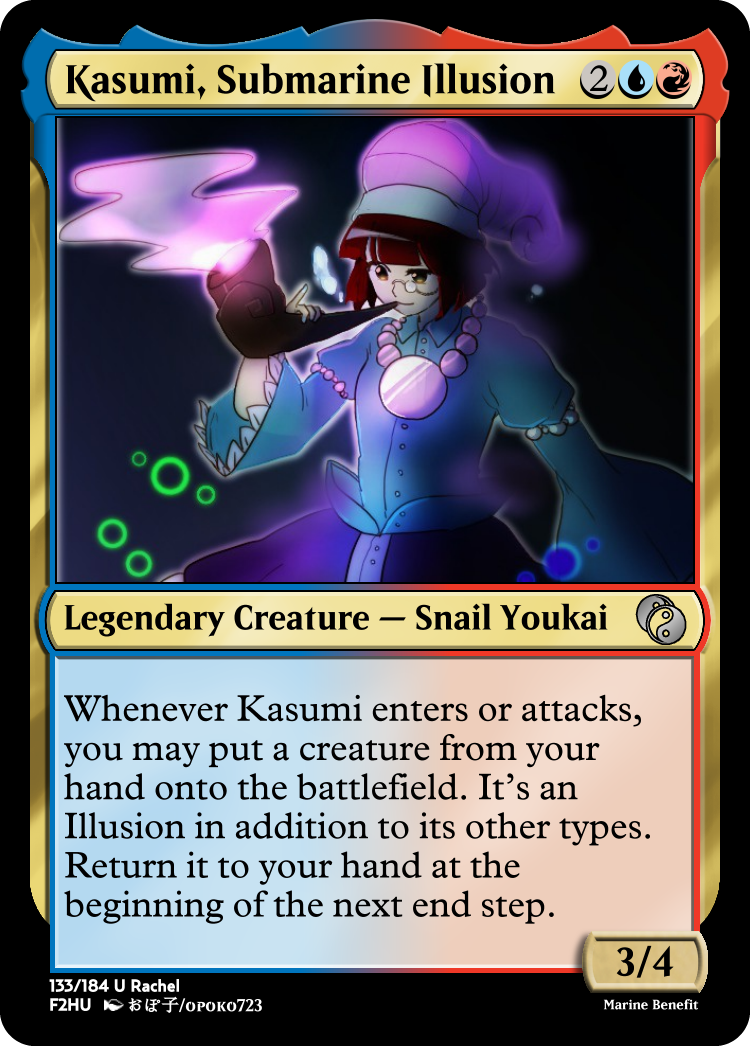 Kasumi, Submarine Illusion 2
Legendary Creature — Snail Youkai
Whenever Kasumi enters or attacks,
you may put a creature from your
hand onto the battlefield. It's an
Illusion in addition to its other types.
Return it to your hand at the
beginning of the next end step.
3/4
133/184 U Rachel
F2HU おぽ子/OPOKO723
Marine Benefit